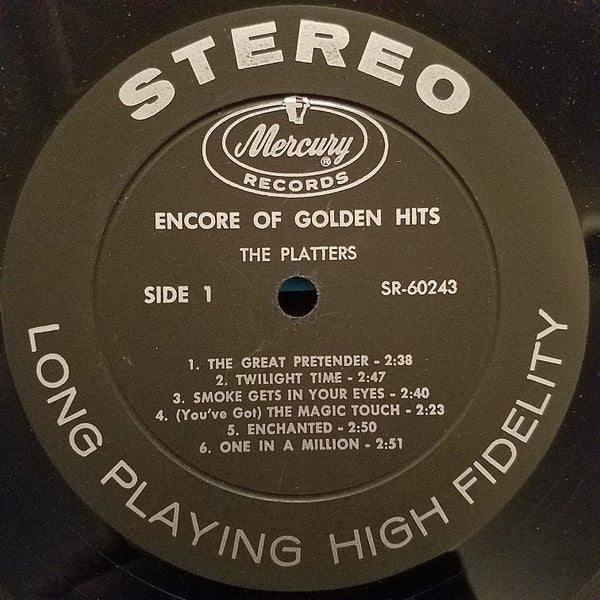 STEREO
Mercury
®
RECORDS
ENCORE OF GOLDEN HITS
THE PLATTERS
SIDE 1
SR-60243
1. THE GREAT PRETENDER - 2:38
2. TWILIGHT TIME - 2:47
3. SMOKE GETS IN YOUR EYES - 2:40
4. (You've Got) THE MAGIC TOUCH - 2:23
5. ENCHANTED - 2:50
6. ONE IN A MILLION - 2:51
LONG PLAYING HIGH FIDELITY